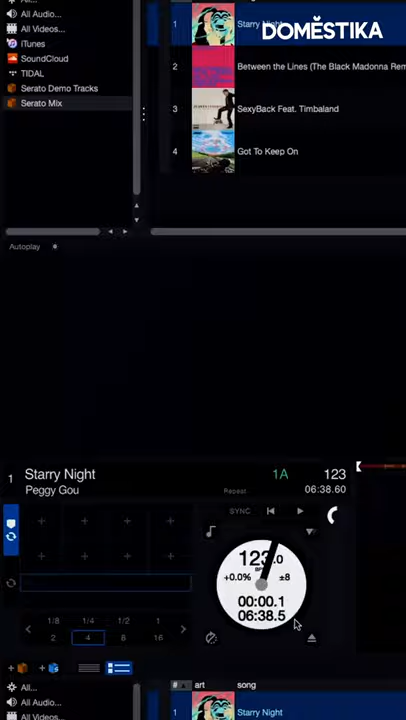 All...
All Audio...
All Videos...
iTunes
SoundCloud
TIDAL
Serato Demo Tracks
Serato Mix
1 Starry Night
DOMĔSTIKA
2 Between the Lines (The Black Madonna Rem
3 SexyBack Feat. Timbaland
4 Got To Keep On
Autoplay
1 Starry Night 1A 123
Peggy Gou Repeat 06:38.60
SYNC
123.0
BPM
+0.0% ±8
00:00.1
06:38.5
1/8 1/4 1/2 1
2 4 8 16
# art song
All...
All Audio...
All Videos...
1 Starry Night